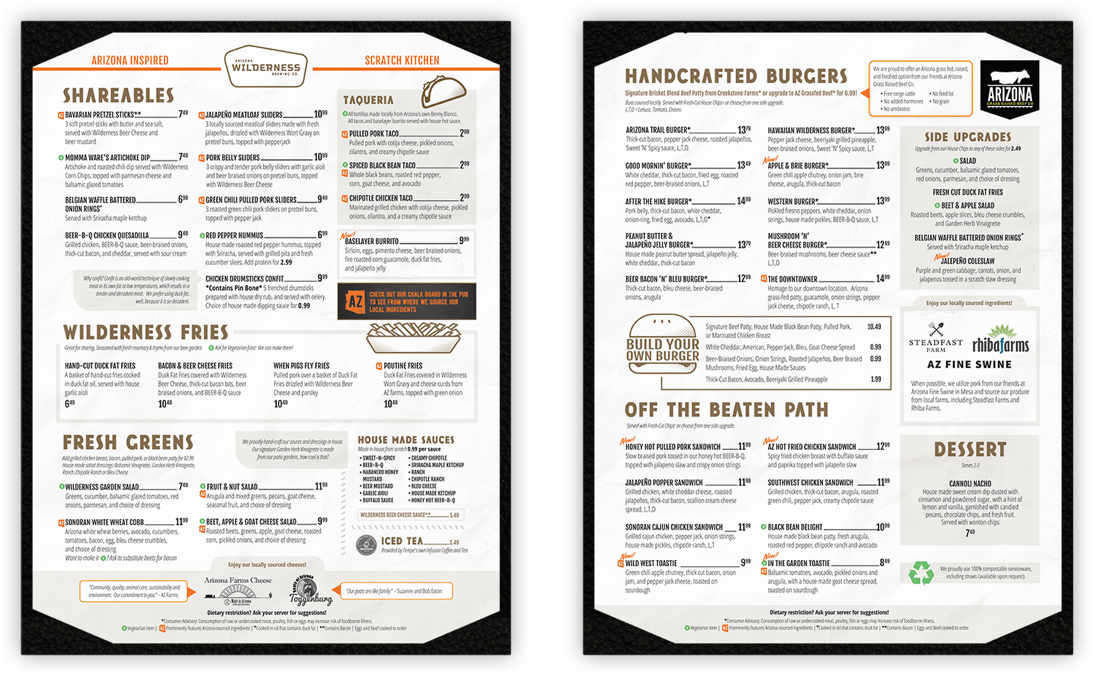 ARIZONA INSPIRED
ARIZONA
WILDERNESS
BREWING CO
SCRATCH KITCHEN
SHAREABLES
BAVARIAN PRETZEL STICKS** 7.49
3 soft pretzel sticks with butter and sea salt,
served with Wilderness Beer Cheese and
beer mustard
MOMMA WARE'S ARTICHOKE DIP 7.49
Artichoke and roasted chili dip served with Wilderness
Corn Chips, topped with parmesan cheese and
balsamic glazed tomatoes
BELGIAN WAFFLE BATTERED 6.99
ONION RINGS*
Served with Sriracha maple ketchup
BEER-B-Q CHICKEN QUESADILLA 9.49
Grilled chicken, BEER-B-Q sauce, beer-braised onions,
thick-cut bacon, and cheddar, served with sour cream
JALAPEÑO MEATLOAF SLIDERS 10.99
3 locally sourced meatloaf sliders made with fresh
jalapeños, drizzled with Wilderness Wort Gravy on
pretzel buns, topped with pepperjack
PORK BELLY SLIDERS 10.99
3 crispy and tender pork belly sliders with garlic aioli
and beer braised onions on pretzel buns, topped
with Wilderness Beer Cheese
GREEN CHILI PULLED PORK SLIDERS 9.49
3 roasted green chili pork sliders on pretzel buns,
topped with pepper jack
RED PEPPER HUMMUS 6.99
House made roasted red pepper hummus, topped
with Sriracha, served with grilled pita and fresh
cucumber slices. Add protein for 2.99
CHICKEN DRUMSTICKS CONFIT 9.99
*Contains Pin Bone* 5 frenched drumsticks
prepared with house dry rub, and served with celery.
Choice of house made dipping sauce for 0.99
Why confit? Confit is an old-world technique of slowly cooking
meat in its own fat at low temperatures, which results in a
tender and decadent meat. We prefer using duck fat,
well, because it is so decadent.
TAQUERIA
All tortillas made locally from Arizona's own Benny Blanco.
All tacos and baselayer burrito served with house hot sauce.
PULLED PORK TACO 2.99
Pulled pork with cotija cheese, pickled onions,
cilantro, and creamy-chipotle sauce
SPICED BLACK BEAN TACO 2.99
Whole black beans, roasted red pepper,
corn, goat cheese, and avocado
CHIPOTLE CHICKEN TACO 2.99
Marinated grilled chicken with cotija cheese, pickled
onions, cilantro, and a creamy chipotle sauce
New!
BASELAYER BURRITO 9.99
Sirloin, eggs, pimento cheese, beer braised onions,
fire roasted corn guacamole, duck fat fries,
and jalapeño jelly
AZ
CHECK OUT OUR CHALK BOARD IN THE PUB
TO SEE FROM WHERE WE SOURCE OUR
LOCAL INGREDIENTS
WILDERNESS FRIES
Great for sharing. Seasoned with fresh rosemary & thyme from our beer garden. Ask for Vegetarian fries! We can make them!
HAND-CUT DUCK FAT FRIES
A basket of hand-cut fries cooked
in duck fat oil, served with house
garlic aioli
6.49
BACON & BEER CHEESE FRIES
Duck Fat Fries covered in Wilderness
Beer Cheese, thick-cut bacon bits, beer
braised onions, and BEER-B-Q sauce
10.49
WHEN PIGS FLY FRIES
Pulled pork over a basket of Duck Fat
Fries drizzled with Wilderness Beer
Cheese and parsley
10.49
POUTINE FRIES
Duck Fat Fries covered in Wilderness
Wort Gravy and cheese curds from
AZ farms, topped with green onion
10.49
FRESH GREENS
Add grilled chicken breast, bacon, pulled pork, or black bean patty for $2.99
House made salad dressings: Balsamic Vinaigrette, Garden Herb Vinaigrette,
Ranch, Chipotle Ranch or Bleu Cheese
We proudly hand-craft our sauces and dressings in house.
Our signature Garden Herb Vinaigrette is made
from our patio gardens, how cool is that?
WILDERNESS GARDEN SALAD 7.49
Greens, cucumber, balsamic glazed tomatoes, red
onions, parmesan, and choice of dressing
SONORAN WHITE WHEAT COBB 11.99
Arizona white wheat berries, avocado, cucumbers,
tomatoes, bacon, egg, bleu cheese crumbles,
and choice of dressing
Want to make it ? Ask to substitute beets for bacon
FRUIT & NUT SALAD 11.99
Arugula and mixed greens, pecans, goat cheese,
seasonal fruit, and choice of dressing
BEET, APPLE & GOAT CHEESE SALAD 9.99
Roasted beets, greens, apple, goat cheese, roasted
corn, pickled onions, and choice of dressing
HOUSE MADE SAUCES
Made in house from scratch 0.99 per sauce
• SWEET-N-SPICY
• BEER-B-Q
• HABANERO HONEY
MUSTARD
• BEER MUSTARD
• GARLIC AIOLI
• BUFFALO SAUCE
• CREAMY CHIPOTLE
• SRIRACHA MAPLE KETCHUP
• RANCH
• CHIPOTLE RANCH
• BLEU CHEESE
• HOUSE MADE KETCHUP
• HONEY HOT BEER-B-Q
WILDERNESS BEER CHEESE SAUCE** 1.49
ICED TEA 2.49
Provided by Tempe's own Infusion Coffee and Tea
Enjoy our locally sourced cheeses!
"Community, quality, animal care, sustainability and
environment. Our commitment to you." - AZ Farms.
Arizona Farms Cheese
Made in Arizona
Toggenburg
"Our goats are like family." - Susanne and Bob Eaton
Dietary restriction? Ask your server for suggestions!
*Consumer Advisory: Consumption of raw or undercooked meat, poultry, fish or eggs may increase risk of foodborne illness.
Vegetarian item | AZ Prominently features Arizona-sourced ingredients | *Cooked in oil that contains duck fat | **Contains Bacon | Eggs and Beef cooked to order
HANDCRAFTED BURGERS
Signature Brisket Blend Beef Patty from Creekstone Farms* or upgrade to AZ Grassfed Beef* for 0.99!
Buns sourced locally. Served with Fresh-Cut House Chips* or choose one side upgrade.
L,T,O = Lettuce, Tomato, Onions
We are proud to offer an Arizona grass fed, raised,
and finished option from our friends at Arizona
Grass Raised Beef Co.
• Free range cattle
• No added hormones
• No antibiotics
• No feed lot
• No grain
ARIZONA
GRASS RAISED BEEF CO
ARIZONA TRAIL BURGER* 13.79
Thick-cut bacon, pepper jack, roasted jalapeños,
Sweet 'N' Spicy sauce, L,T,O
GOOD MORNIN' BURGER* 13.49
White cheddar, thick-cut bacon, fried egg, roasted
red pepper, beer-braised onions, L,T
AFTER THE HIKE BURGER* 14.99
Pork belly, thick-cut bacon, white cheddar,
onion-ring, fried egg, avocado, L,T,O*
PEANUT BUTTER &
JALAPEÑO JELLY BURGER* 13.79
House made peanut butter spread, jalapeño jelly,
white cheddar, thick-cut bacon
BEER BACON 'N' BLEU BURGER* 12.99
Thick-cut bacon, bleu cheese, beer-braised
onions, arugula
HAWAIIAN WILDERNESS BURGER* 13.99
Pepper jack cheese, beeriyaki grilled pineapple,
beer-braised onions, Sweet 'N' Spicy sauce, L,T,O
New!
APPLE & BRIE BURGER* 13.99
Green chili apple chutney, onion jam, brie
cheese, arugula, thick-cut bacon
WESTERN BURGER* 13.99
Pickled fresno peppers, white cheddar, onion
strings, house made pickles, BEER-B-Q sauce, L,T
MUSHROOM 'N'
BEER CHEESE BURGER* 12.49
Beer-braised mushrooms, beer cheese sauce**
L,T,O
THE DOWNTOWNER 14.99
Homage to our downtown location. Arizona
grass-fed patty, guacamole, onion strings, pepper
jack cheese, chipotle ranch, L, T
BUILD YOUR
OWN BURGER
Signature Beef Patty, House Made Black Bean Patty, Pulled Pork, 10.49
or Marinated Chicken Breast
White Cheddar, American, Pepper Jack, Bleu, Goat Cheese Spread 0.99
Beer-Braised Onions, Onion Strings, Roasted Jalapeños, Beer Braised 0.99
Mushrooms, Fried Egg, House Made Sauces
Thick-Cut Bacon, Avocado, Beeriyaki Grilled Pineapple 1.99
OFF THE BEATEN PATH
Served with Fresh-Cut Chips* or choose from one side upgrade.
New!
HONEY HOT PULLED PORK SANDWICH 11.99
Slow braised pork tossed in our honey hot BEER-B-Q,
topped with jalapeno slaw and crispy onion strings
JALAPEÑO POPPER SANDWICH 11.99
Grilled chicken, white cheddar cream cheese, roasted
jalapeños, thick-cut bacon, scallion cream cheese
spread, L,T
SONORAN CAJUN CHICKEN SANDWICH 11.99
Grilled cajun chicken, pepper jack, onion strings,
house made pickles, chipotle ranch, L,T
New!
WILD WEST TOASTIE 9.99
Green chili apple chutney, thick cut bacon, onion
jam, and pepper jack cheese, toasted on
sourdough
New!
AZ HOT FRIED CHICKEN SANDWICH 12.99
Spicy fried chicken breast with buffalo sauce
and paprika topped with jalapeño slaw
SOUTHWEST CHICKEN SANDWICH 11.99
Grilled chicken, thick-cut bacon, arugula, roasted
green chili, pepper jack, onion strings, chipotle
ranch, T
BLACK BEAN DELIGHT 10.99
House made black bean patty, fresh arugula,
roasted red pepper, chipotle ranch and avocado
New!
IN THE GARDEN TOASTIE 8.49
Balsamic tomatoes, avocado, pickled onions and
arugula, with a house made goat cheese spread,
toasted on sourdough
SIDE UPGRADES
Upgrade from our House Chips to any of these sides for 2.49
SALAD
Greens, cucumber, balsamic glazed tomatoes,
red onions, parmesan, and choice of dressing
FRESH CUT DUCK FAT FRIES
BEET & APPLE SALAD
Roasted beets, apple slices, bleu cheese crumbles,
and Garden Herb Vinaigrette
BELGIAN WAFFLE BATTERED ONION RINGS*
Served with Sriracha maple ketchup
New!
JALAPEÑO COLESLAW
Purple and green cabbage, carrots, onion, and
jalapeños tossed in a scratch slaw dressing.
Enjoy our locally sourced ingredients!
STEADFAST
FARM
rhibafarms
AZ FINE SWINE
When possible, we utilize pork from our friends at
Arizona Fine Swine in Mesa and source our produce
from local farms, including Steadfast Farms and
Rhiba Farms.
DESSERT
Serves 2-3
CANNOLI NACHO
House made sweet cream dip dusted with
cinnamon and powdered sugar, with a hint of
lemon and vanilla, garnished with candied
pecans, chocolate chips, and fresh fruit.
Served with wonton chips
7.49
We proudly use 100% compostable serviceware,
including straws (available upon request).
Dietary restriction? Ask your server for suggestions!
*Consumer Advisory: Consumption of raw or undercooked meat, poultry, fish or eggs may increase risk of foodborne illness.
Vegetarian item | AZ Prominently features Arizona-sourced ingredients | *Cooked in oil that contains duck fat | **Contains Bacon | Eggs and Beef cooked to order